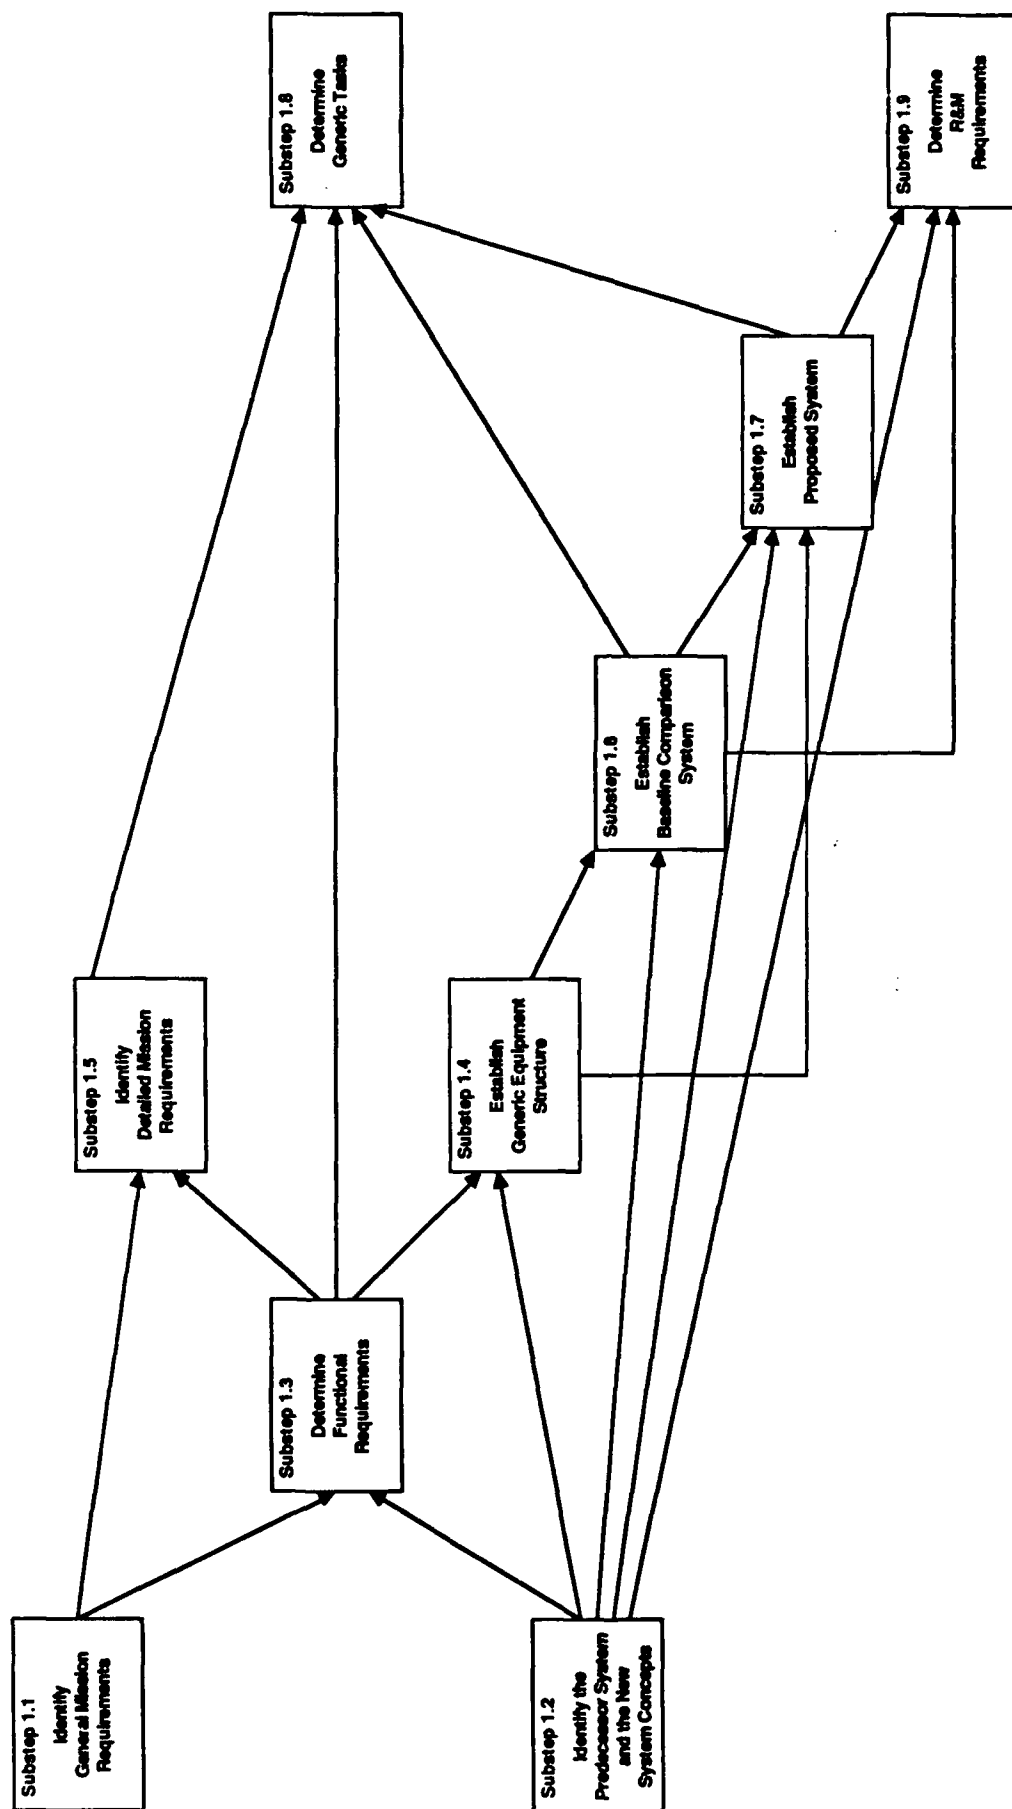 Substep 1.1
Identify
General Mission
Requirements
Substep 1.2
Identify the
Predecessor System
and the New
System Concepts
Substep 1.3
Determine
Functional
Requirements
Substep 1.5
Identify
Detailed Mission
Requirements
Substep 1.4
Establish
Generic Equipment
Structure
Substep 1.6
Establish
Baseline Comparison
System
Substep 1.7
Establish
Proposed System
Substep 1.8
Determine
Generic Tasks
Substep 1.9
Determine
R&M
Requirements